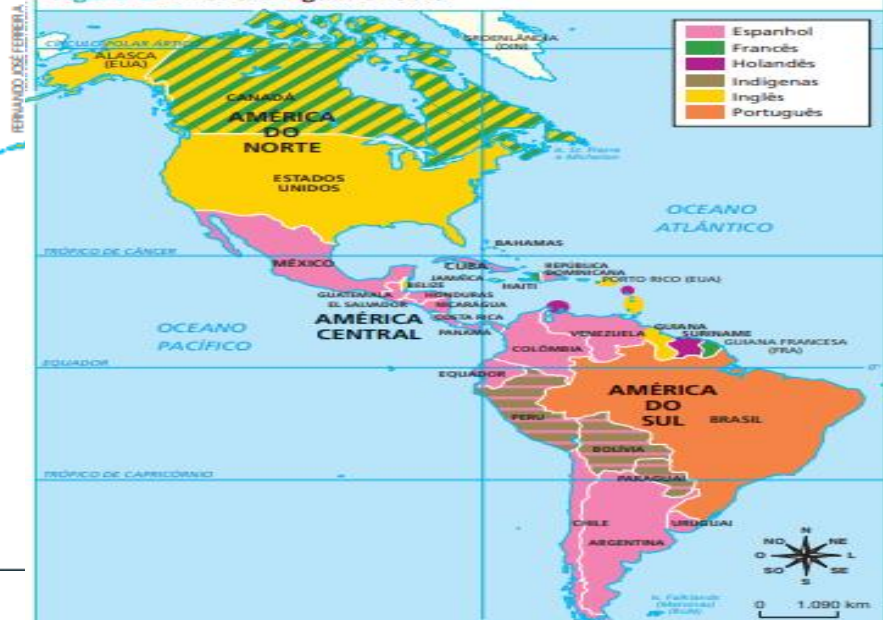 FERNANDO JOSÉ FERREIRA
CÍRCULO POLAR ÁRTICO
GROENLÂNDIA
(DIN)
ALASCA
(EUA)
CANADÁ
AMÉRICA
DO
NORTE
ESTADOS
UNIDOS
Espanhol
Francês
Holandês
Indígenas
Inglês
Português
OCEANO
ATLÂNTICO
TRÓPICO DE CÂNCER
MÉXICO
BAHAMAS
CUBA
REPÚBLICA
DOMINICANA
JAMAICA
HAITI
PORTO RICO (EUA)
BELIZE
GUATEMALA
HONDURAS
EL SALVADOR
NICARÁGUA
COSTA RICA
PANAMÁ
AMÉRICA
CENTRAL
OCEANO
PACÍFICO
VENEZUELA
GUIANA
SURINAME
GUIANA FRANCESA
(FRA)
COLÔMBIA
EQUADOR
0°
EQUADOR
AMÉRICA
DO
SUL
PERU
BRASIL
BOLÍVIA
TRÓPICO DE CAPRICÓRNIO
PARAGUAI
CHILE
URUGUAI
ARGENTINA
N
NO
NE
O
L
SO
SE
S
Is. Falklands
(Malvinas)
0 1.090 km